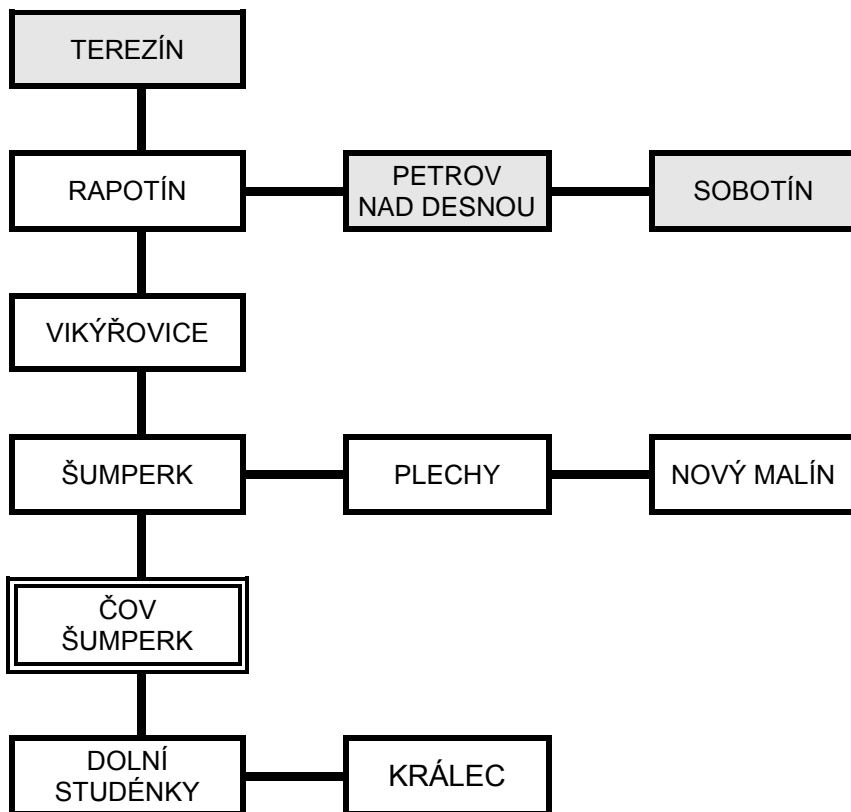 TEREZÍN
RAPOTÍN
PETROV
NAD DESNOU
SOBOTÍN
VIKÝŘOVICE
ŠUMPERK
PLECHY
NOVÝ MALÍN
ČOV
ŠUMPERK
DOLNÍ
STUDÉNKY
KRÁLEC